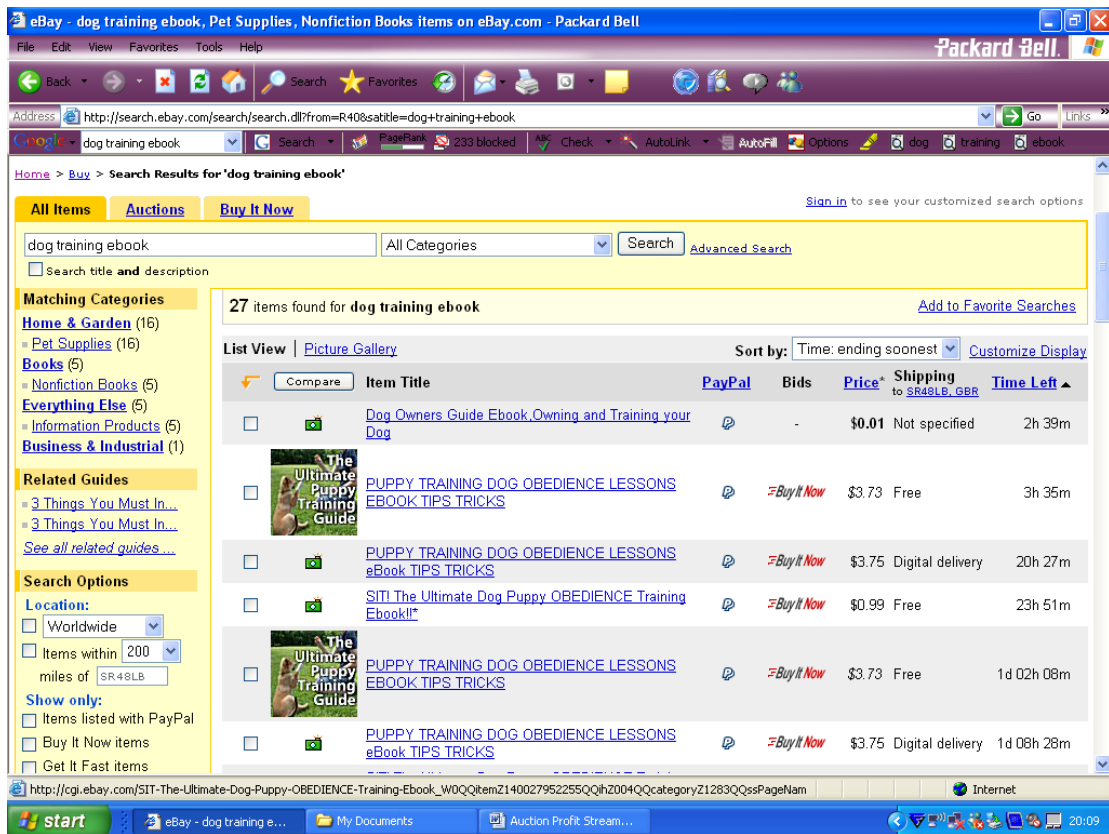 eBay - dog training ebook, Pet Supplies, Nonfiction Books items on eBay.com - Packard Bell
File Edit View Favorites Tools Help
Packard Bell.
Back Search Favorites
Address http://search.ebay.com/search/search.dll?from=R40&satitle=dog+training+ebook Go Links »
Google dog training ebook G Search PageRank 233 blocked ABC Check AutoLink AutoFill Options dog training ebook
Home > Buy > Search Results for 'dog training ebook'
All Items Auctions Buy It Now
Sign in to see your customized search options
dog training ebook All Categories Search Advanced Search
Search title and description
Matching Categories
Home & Garden (16)
Pet Supplies (16)
Books (5)
Nonfiction Books (5)
Everything Else (5)
Information Products (5)
Business & Industrial (1)
Related Guides
3 Things You Must In...
3 Things You Must In...
See all related guides ...
Search Options
Location:
Worldwide
Items within 200
miles of SR48LB
Show only:
Items listed with PayPal
Buy It Now items
Get It Fast items
27 items found for dog training ebook
Add to Favorite Searches
List View | Picture Gallery
Sort by: Time: ending soonest Customize Display
Compare Item Title PayPal Bids Price* Shipping to SR48LB, GBR Time Left
Dog Owners Guide Ebook,Owning and Training your
Dog
- $0.01 Not specified 2h 39m
The
Ultimate
Puppy
Training
Guide
PUPPY TRAINING DOG OBEDIENCE LESSONS
EBOOK TIPS TRICKS
Buy It Now $3.73 Free 3h 35m
PUPPY TRAINING DOG OBEDIENCE LESSONS
eBook TIPS TRICKS
Buy It Now $3.75 Digital delivery 20h 27m
SIT! The Ultimate Dog Puppy OBEDIENCE Training
Ebook!!*
Buy It Now $0.99 Free 23h 51m
The
Ultimate
Puppy
Training
Guide
PUPPY TRAINING DOG OBEDIENCE LESSONS
EBOOK TIPS TRICKS
Buy It Now $3.73 Free 1d 02h 08m
PUPPY TRAINING DOG OBEDIENCE LESSONS
eBook TIPS TRICKS
Buy It Now $3.75 Digital delivery 1d 08h 28m
http://cgi.ebay.com/SIT-The-Ultimate-Dog-Puppy-OBEDIENCE-Training-Ebook_W0QQitemZ140027952255QQihZ004QQcategoryZ1283QQssPageNam Internet
start eBay - dog training e... My Documents Auction Profit Stream... 20:09